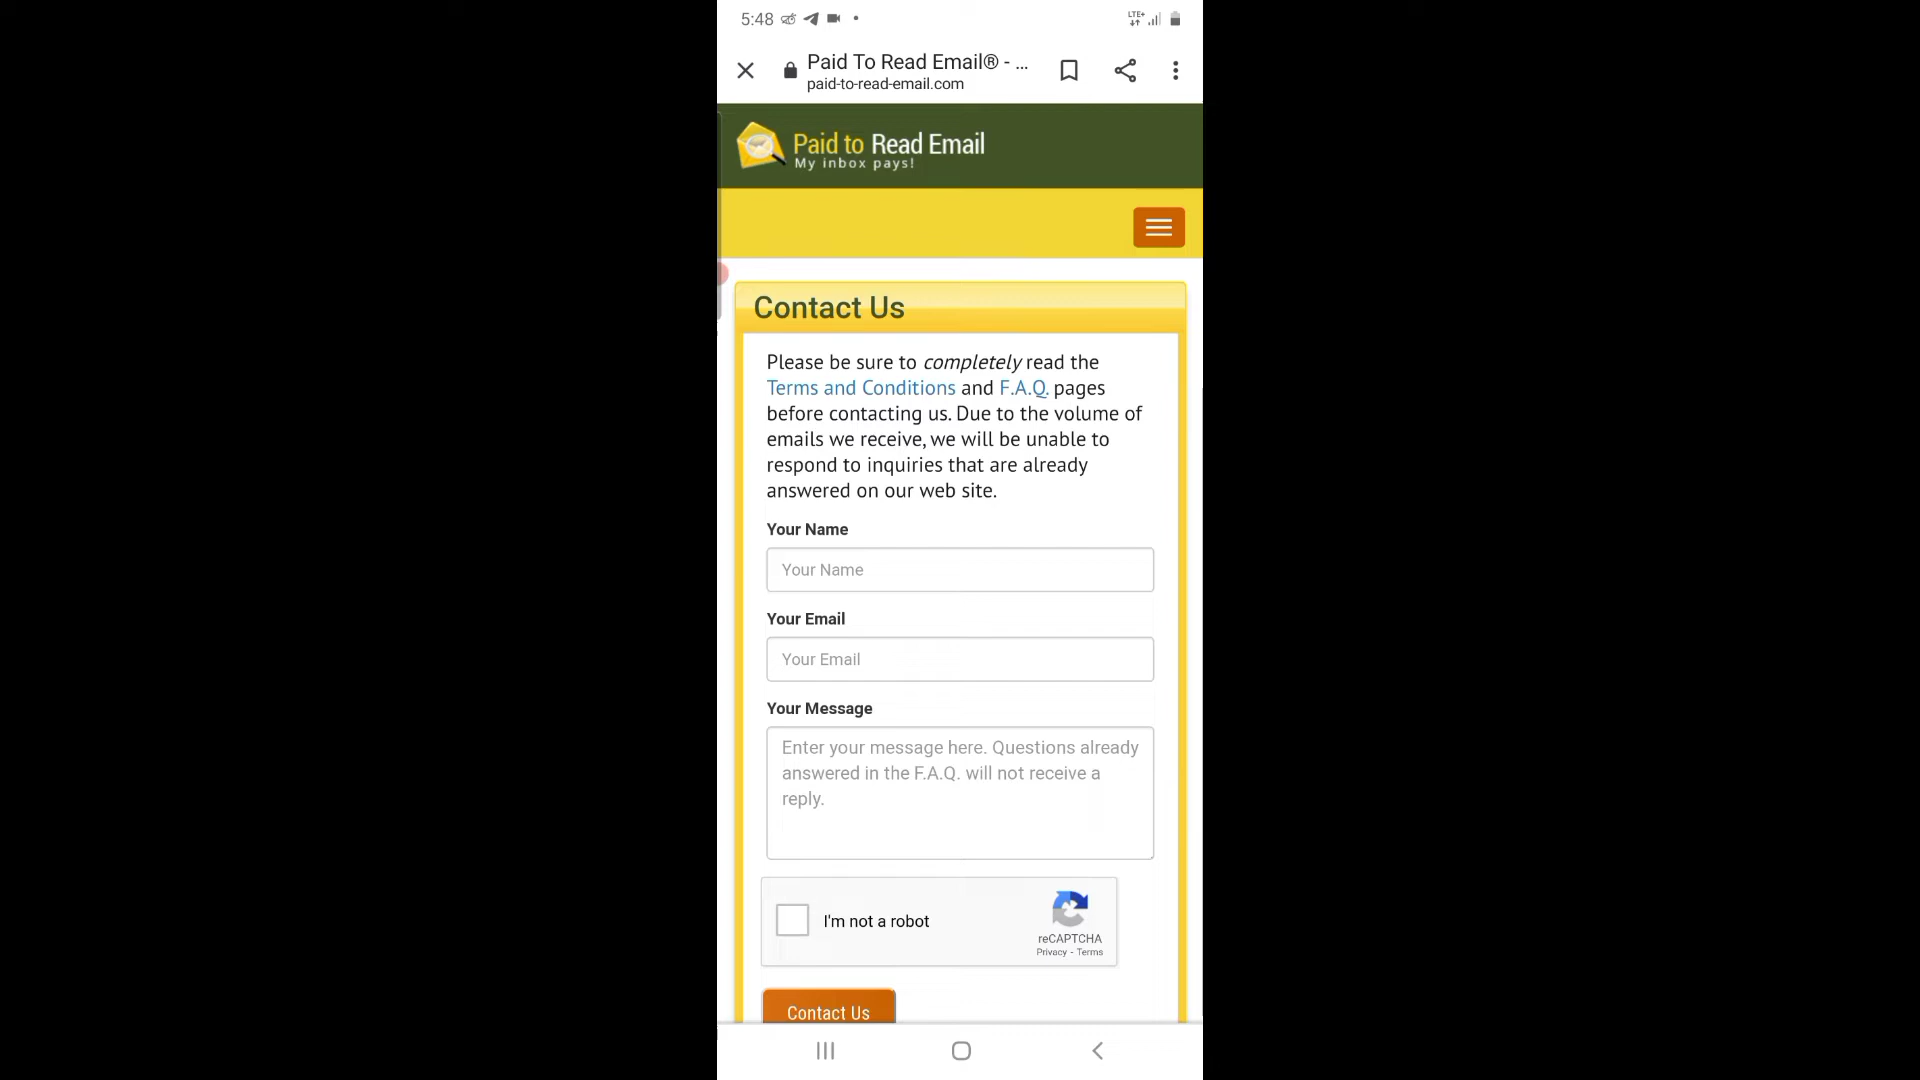 5:48
LTE+
Paid To Read Email® - ...
paid-to-read-email.com
Paid to Read Email
My inbox pays!
Contact Us
Please be sure to completely read the
Terms and Conditions and F.A.Q. pages
before contacting us. Due to the volume of
emails we receive, we will be unable to
respond to inquiries that are already
answered on our web site.
Your Name
Your Name
Your Email
Your Email
Your Message
Enter your message here. Questions already
answered in the F.A.Q. will not receive a
reply.
I'm not a robot
reCAPTCHA
Privacy - Terms
Contact Us